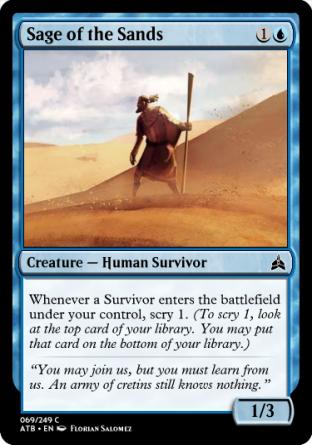 Sage of the Sands 1
Creature — Human Survivor
Whenever a Survivor enters the battlefield
under your control, scry 1. (To scry 1, look
at the top card of your library. You may put
that card on the bottom of your library.)
“You may join us, but you must learn from
us. An army of cretins still knows nothing.”
1/3
069/249 C
ATB • EN FLORIAN SALOMEZ